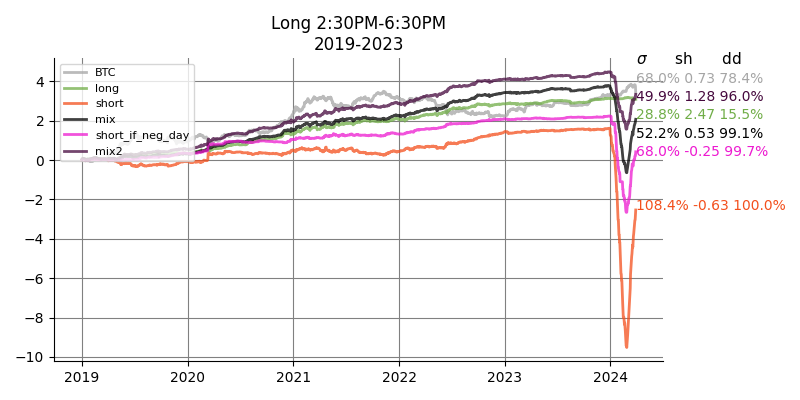 Long 2:30PM-6:30PM
2019-2023
σ sh dd
BTC
long
short
mix
short_if_neg_day
mix2
68.0% 0.73 78.4%
49.9% 1.28 96.0%
28.8% 2.47 15.5%
52.2% 0.53 99.1%
68.0% -0.25 99.7%
108.4% -0.63 100.0%
4
2
0
−2
−4
−6
−8
−10
2019 2020 2021 2022 2023 2024